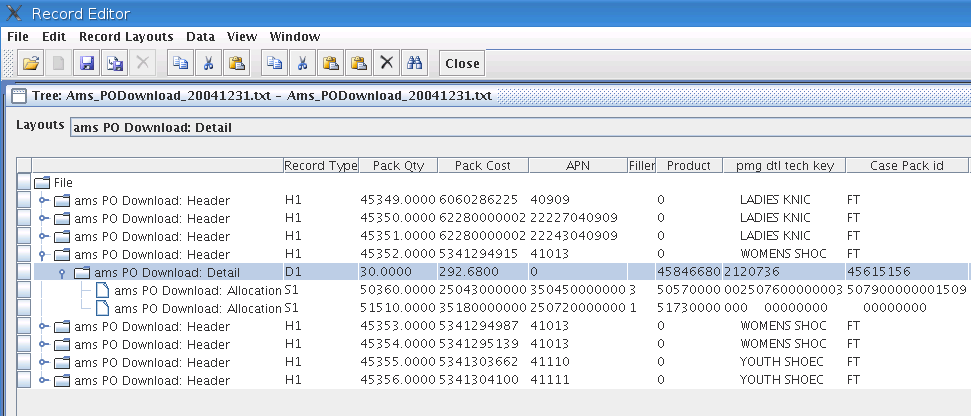 Record Editor
File Edit Record Layouts Data View Window
Close
Tree: Ams_PODownload_20041231.txt - Ams_PODownload_20041231.txt
Layouts ams PO Download: Detail
Record Type Pack Qty Pack Cost APN Filler Product pmg dtl tech key Case Pack id
File
ams PO Download: Header H1 45349.0000 6060286225 40909 0 LADIES KNIC FT
ams PO Download: Header H1 45350.0000 62280000002 22227040909 0 LADIES KNIC FT
ams PO Download: Header H1 45351.0000 62280000002 22243040909 0 LADIES KNIC FT
ams PO Download: Header H1 45352.0000 5341294915 41013 0 WOMENS SHOC FT
ams PO Download: Detail D1 30.0000 292.6800 0 45846680 2120736 45615156
ams PO Download: Allocation S1 50360.0000 25043000000 350450000000 3 50570000 002507600000003 507900000001509
ams PO Download: Allocation S1 51510.0000 35180000000 250720000000 1 51730000 000 00000000 00000000
ams PO Download: Header H1 45353.0000 5341294987 41013 0 WOMENS SHOC FT
ams PO Download: Header H1 45354.0000 5341295139 41013 0 WOMENS SHOC FT
ams PO Download: Header H1 45355.0000 5341303662 41110 0 YOUTH SHOEC FT
ams PO Download: Header H1 45356.0000 5341304100 41111 0 YOUTH SHOEC FT